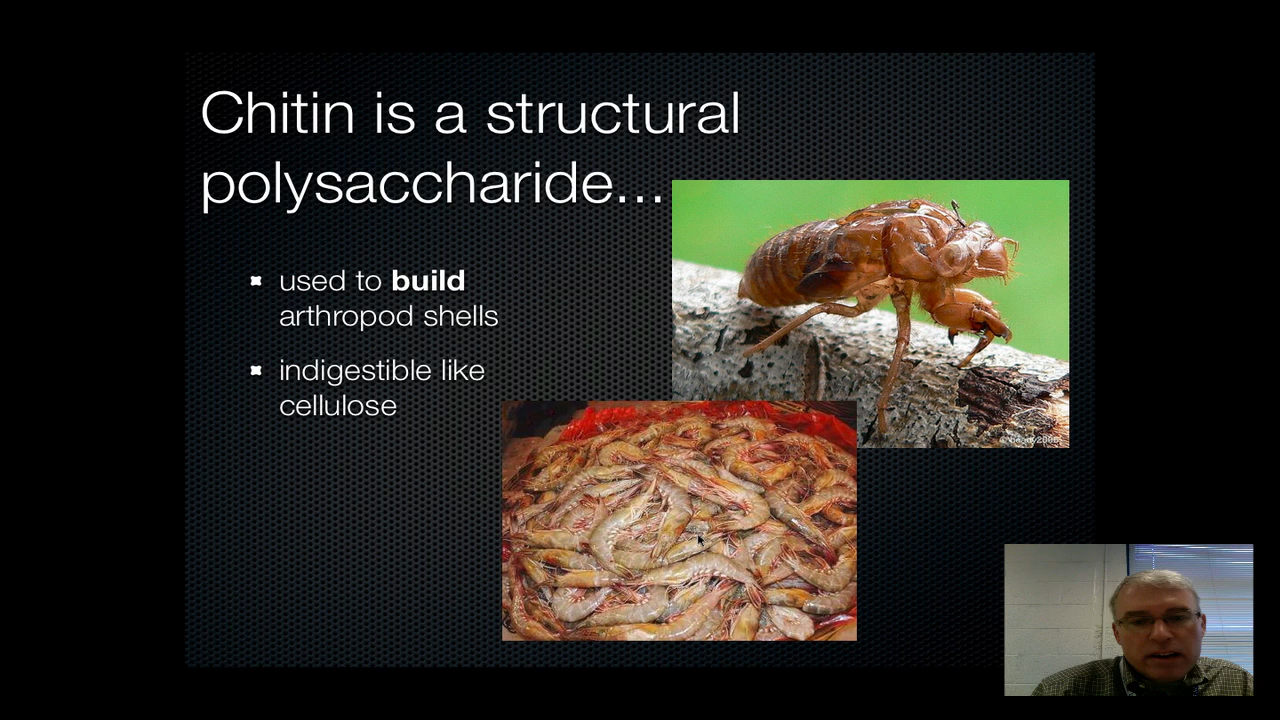 Chitin is a structural
polysaccharide...
used to build
arthropod shells
indigestible like
cellulose